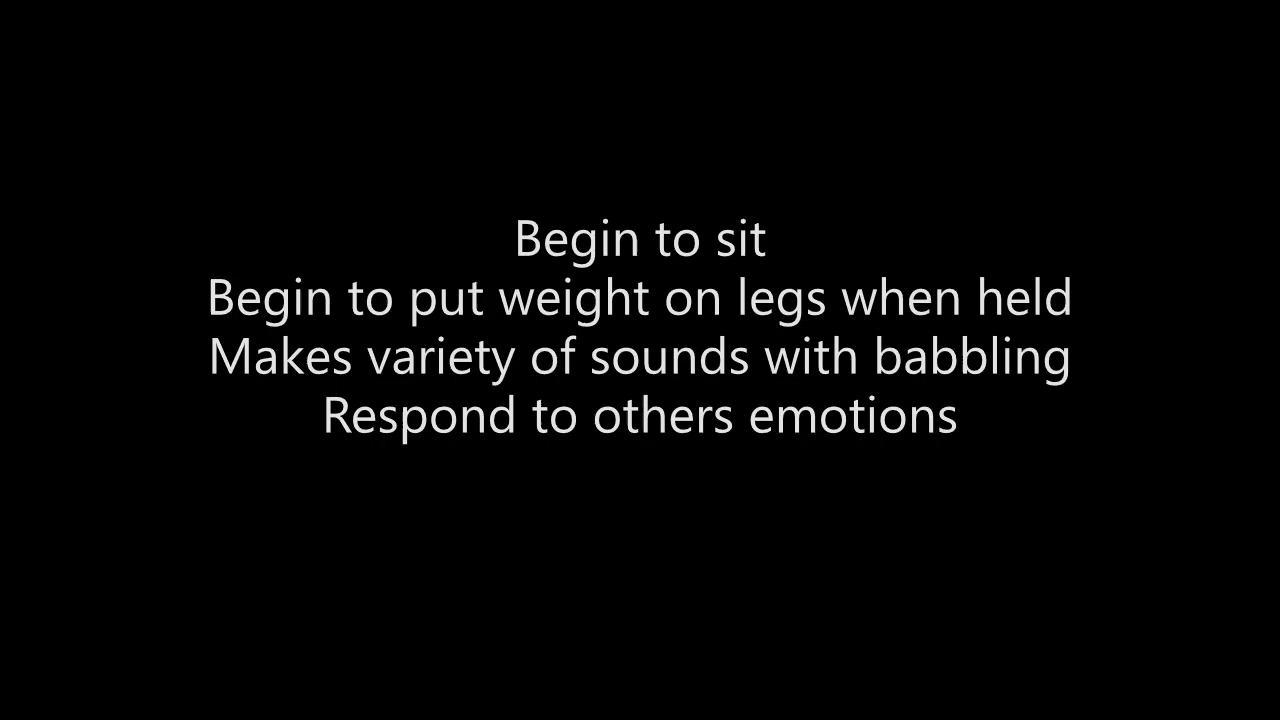 Begin to sit
Begin to put weight on legs when held
Makes variety of sounds with babbling
Respond to others emotions